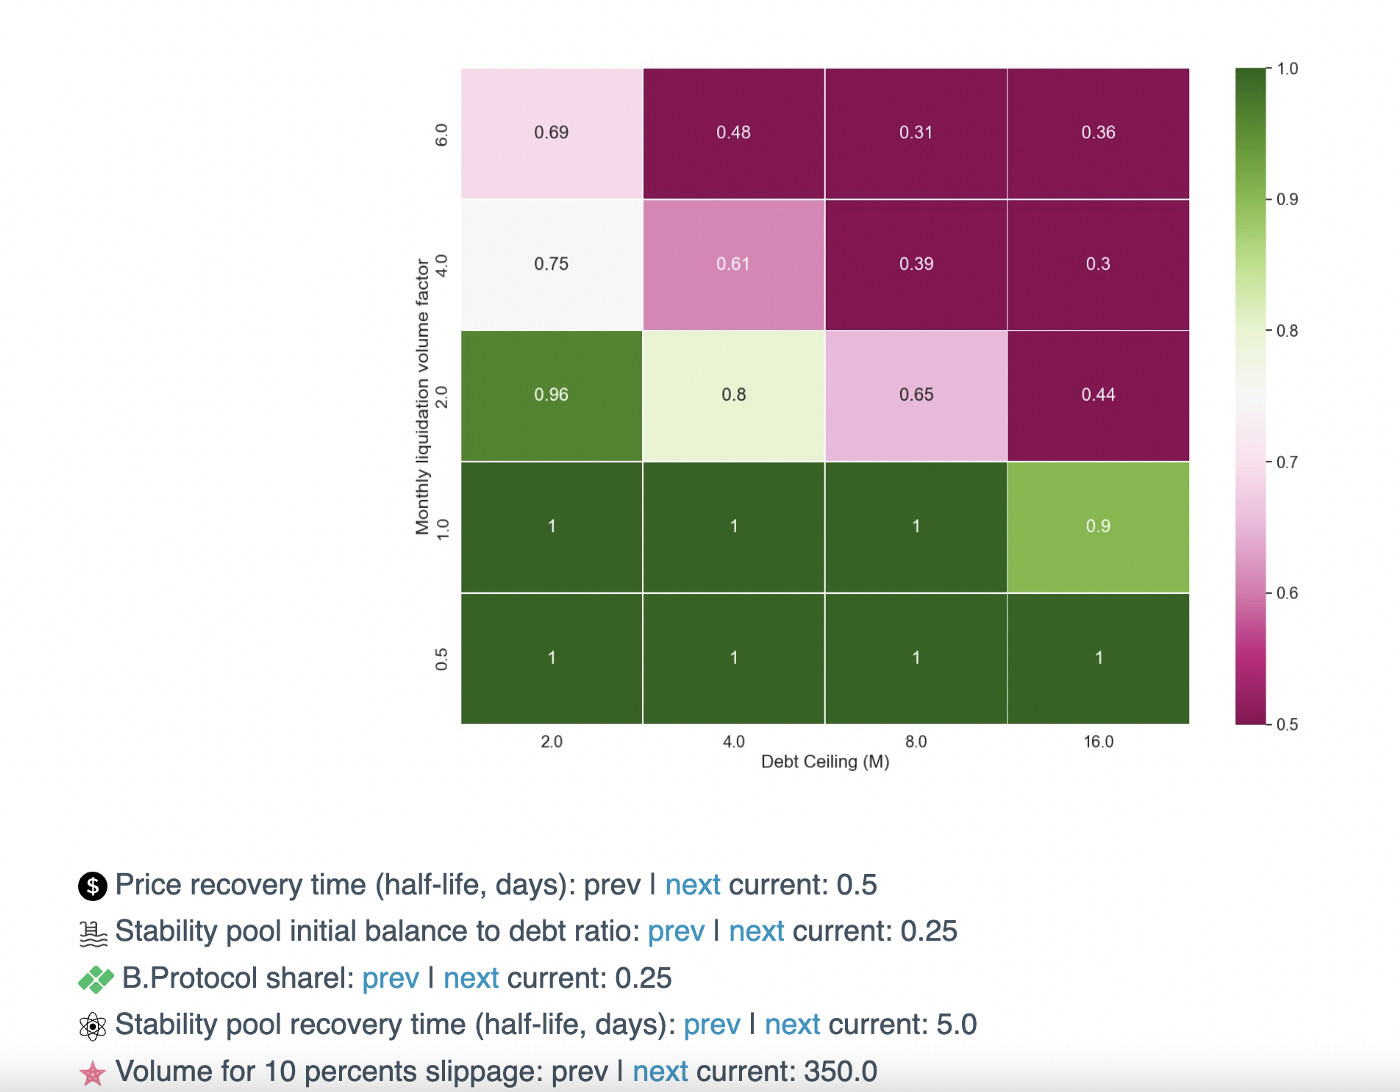 1.0
6.0 0.69 0.48 0.31 0.36
0.9
4.0 0.75 0.61 0.39 0.3
Monthly liquidation volume factor
0.8
2.0 0.96 0.8 0.65 0.44
0.7
1.0 1 1 1 0.9
0.6
0.5 1 1 1 1
0.5
2.0 4.0 8.0 16.0
Debt Ceiling (M)
$ Price recovery time (half-life, days): prev | next current: 0.5
Stability pool initial balance to debt ratio: prev | next current: 0.25
B.Protocol sharel: prev | next current: 0.25
Stability pool recovery time (half-life, days): prev | next current: 5.0
Volume for 10 percents slippage: prev | next current: 350.0